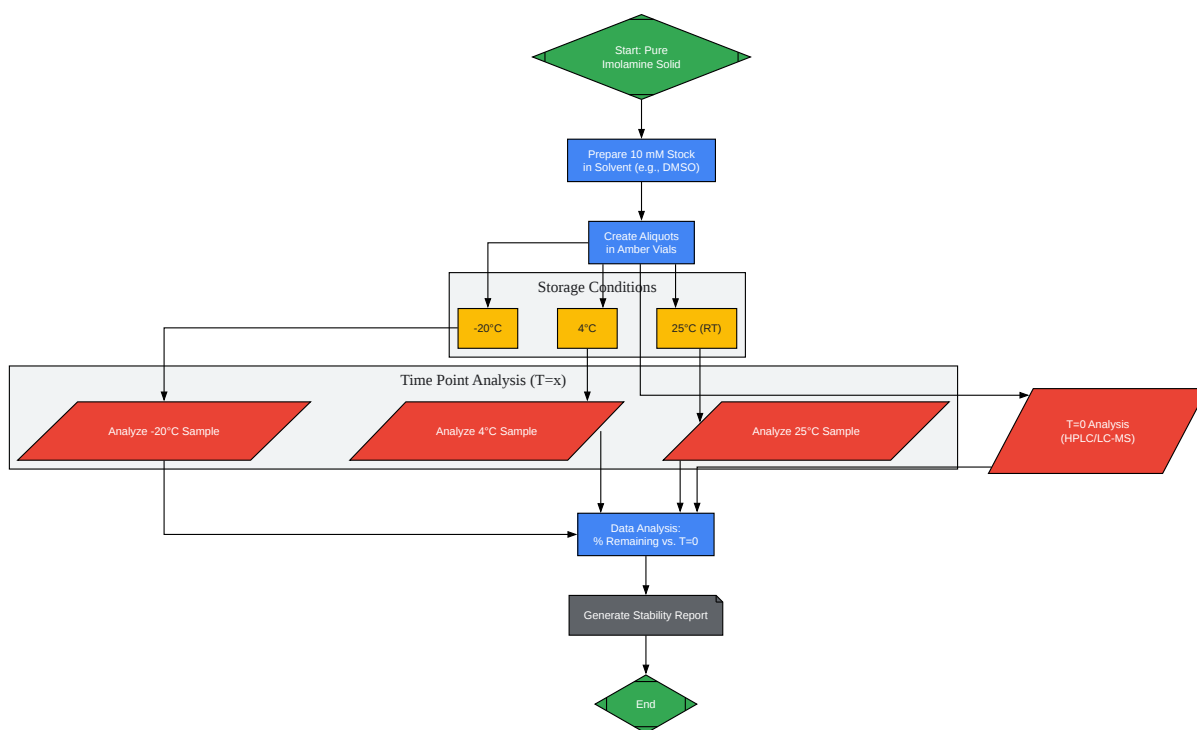 Start: Pure
Imolamine Solid
Prepare 10 mM Stock
in Solvent (e.g., DMSO)
Create Aliquots
in Amber Vials
Storage Conditions
-20°C
4°C
25°C (RT)
Time Point Analysis (T=x)
Analyze -20°C Sample
Analyze 4°C Sample
Analyze 25°C Sample
T=0 Analysis
(HPLC/LC-MS)
Data Analysis:
% Remaining vs. T=0
Generate Stability Report
End